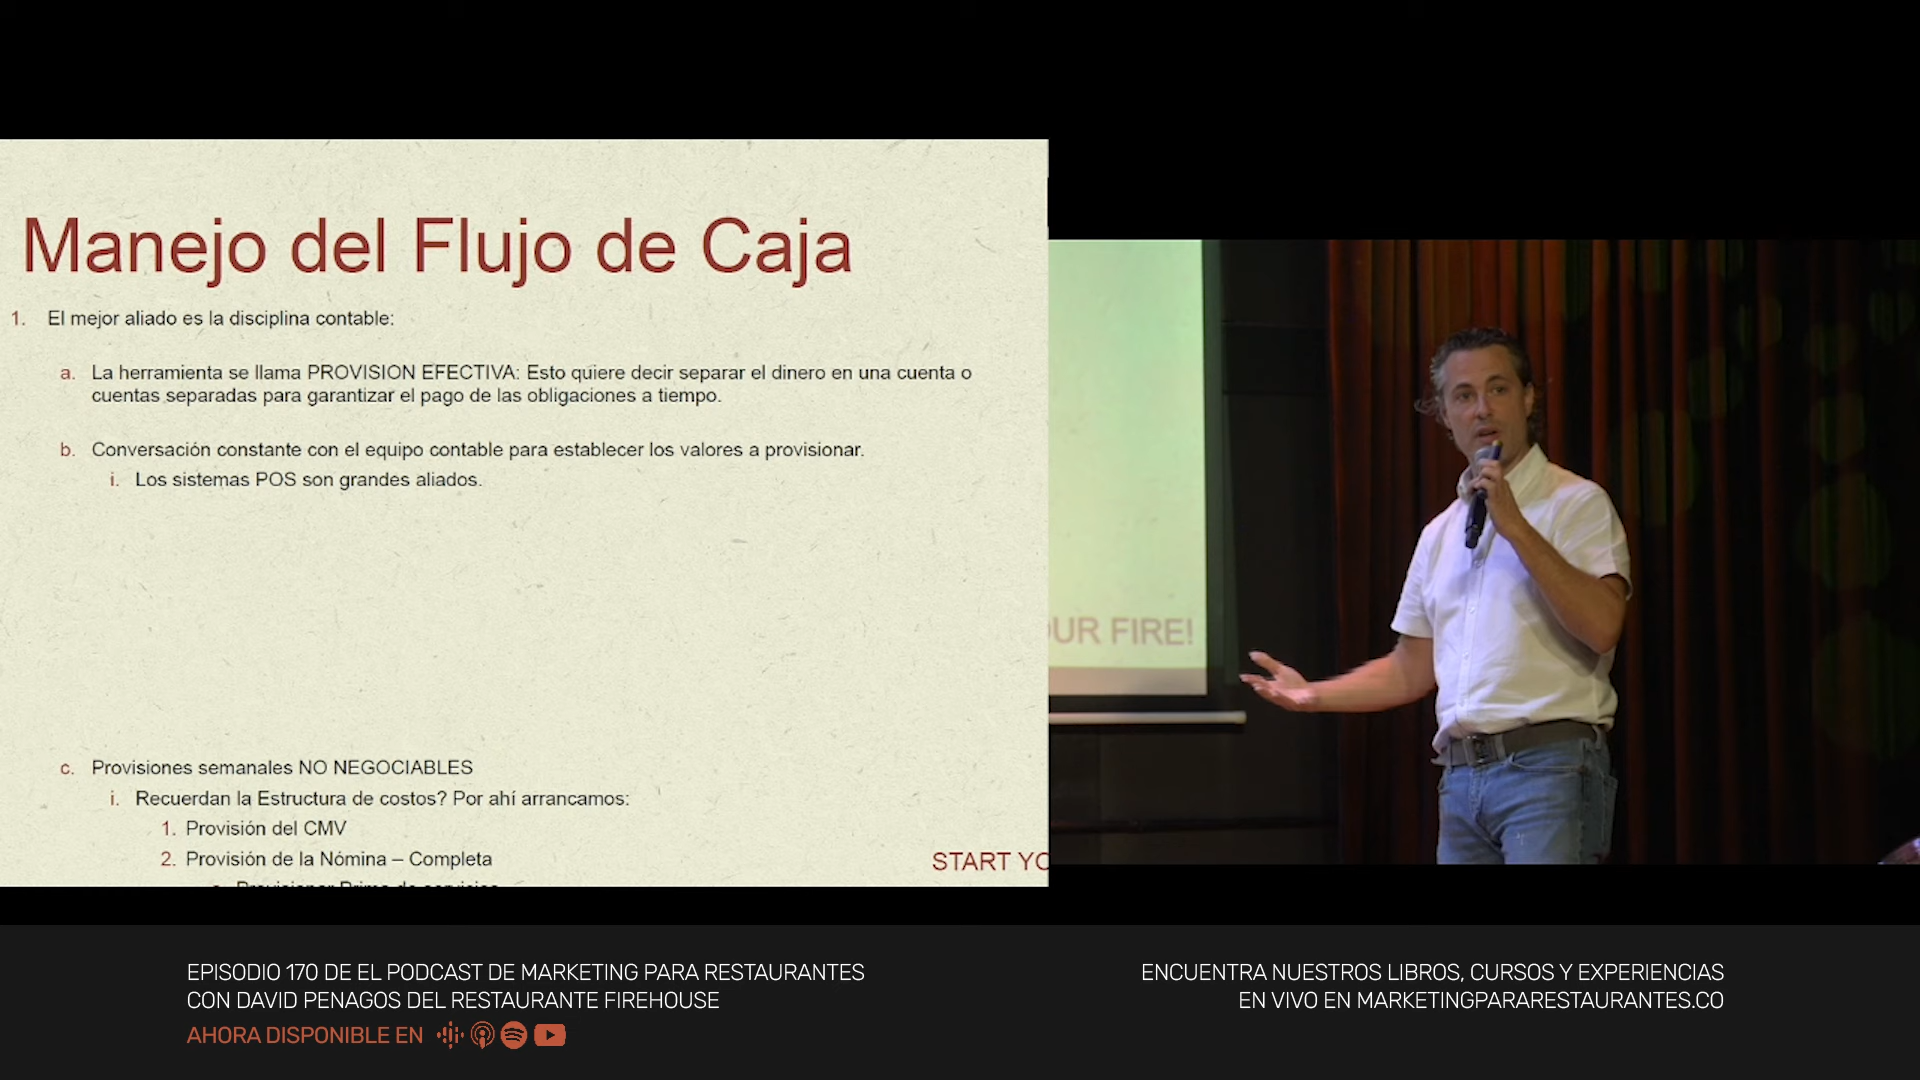 Manejo del Flujo de Caja
1. El mejor aliado es la disciplina contable:
a. La herramienta se llama PROVISION EFECTIVA: Esto quiere decir separar el dinero en una cuenta o
cuentas separadas para garantizar el pago de las obligaciones a tiempo.
b. Conversación constante con el equipo contable para establecer los valores a provisionar.
i. Los sistemas POS son grandes aliados.
c. Provisiones semanales NO NEGOCIABLES
i. Recuerdan la Estructura de costos? Por ahí arrancamos:
1. Provisión del CMV
2. Provisión de la Nómina – Completa
START YO
OUR FIRE!
EPISODIO 170 DE EL PODCAST DE MARKETING PARA RESTAURANTES
CON DAVID PENAGOS DEL RESTAURANTE FIREHOUSE
AHORA DISPONIBLE EN
ENCUENTRA NUESTROS LIBROS, CURSOS Y EXPERIENCIAS
EN VIVO EN MARKETINGPARARESTAURANTES.CO